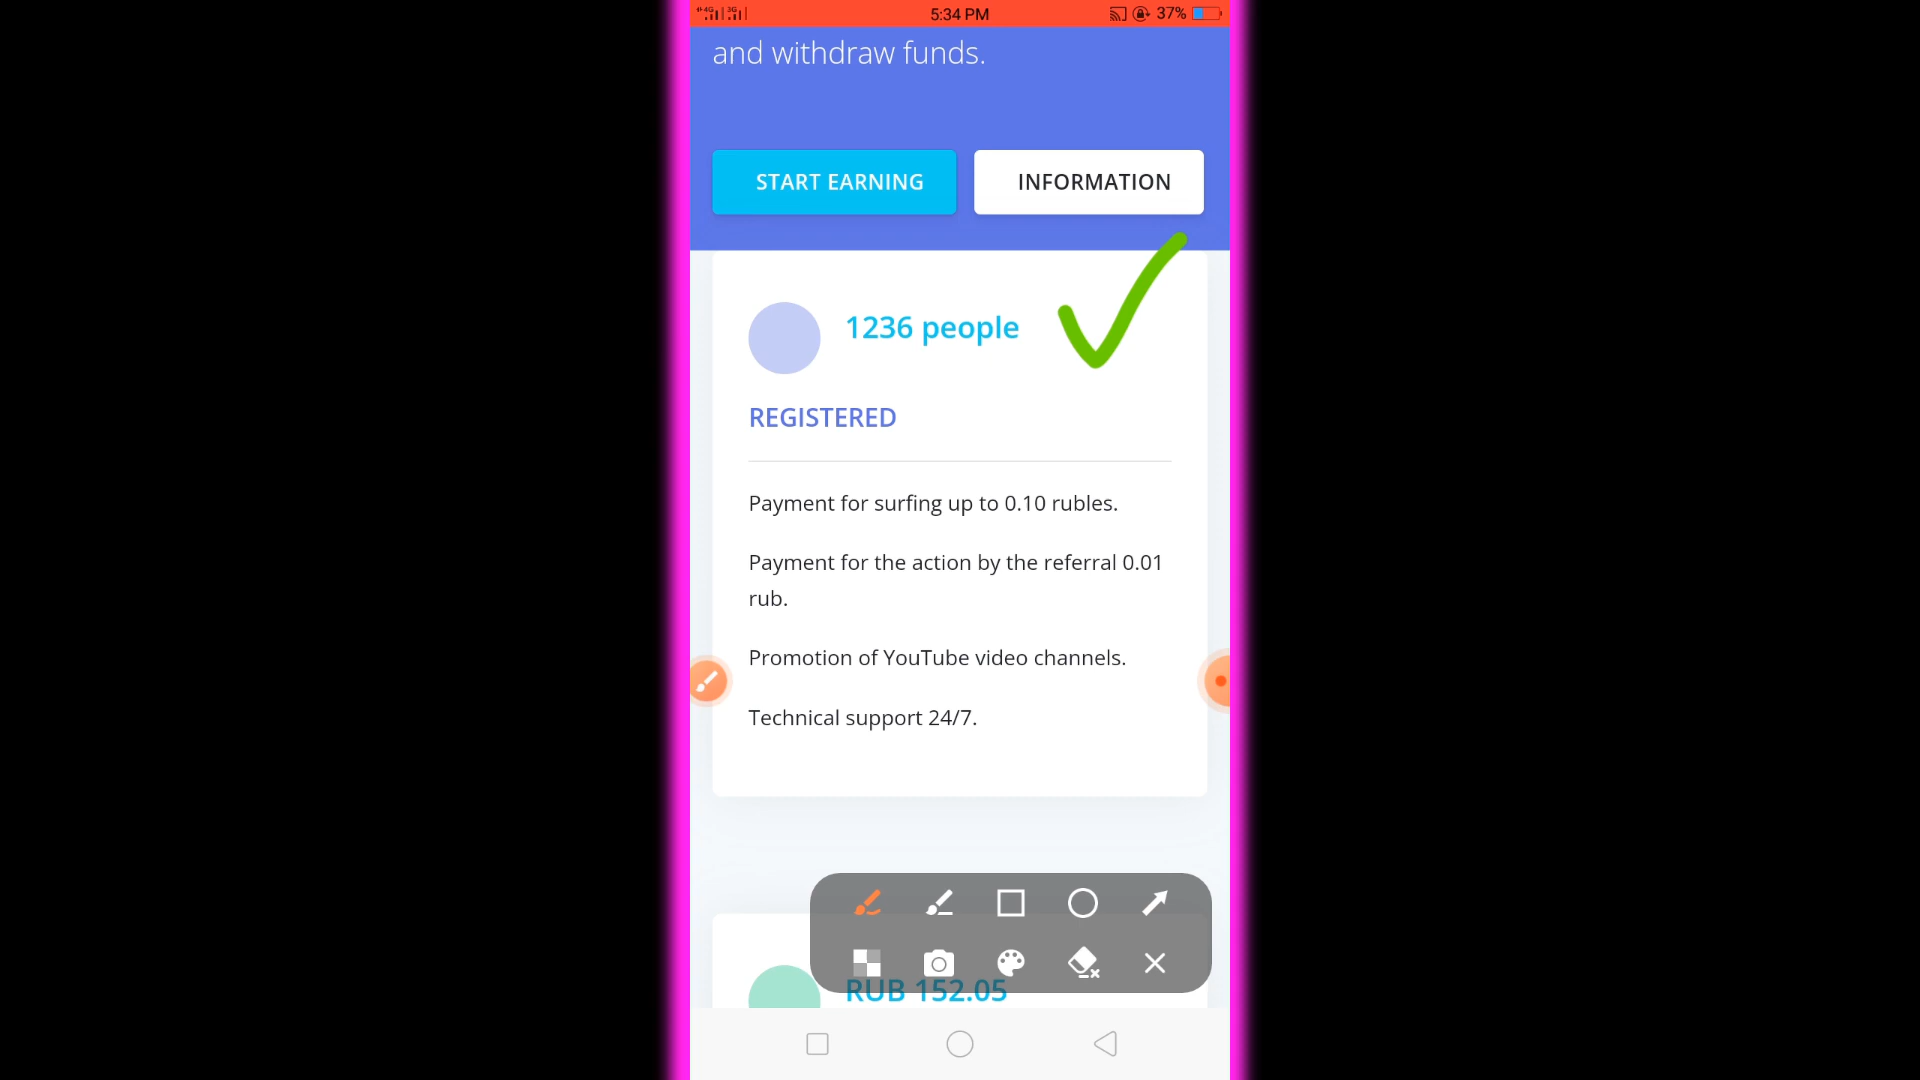 4G 3G 5:34 PM 37%
and withdraw funds.
START EARNING INFORMATION
1236 people
REGISTERED
Payment for surfing up to 0.10 rubles.
Payment for the action by the referral 0.01
rub.
Promotion of YouTube video channels.
Technical support 24/7.
RUB 152.05